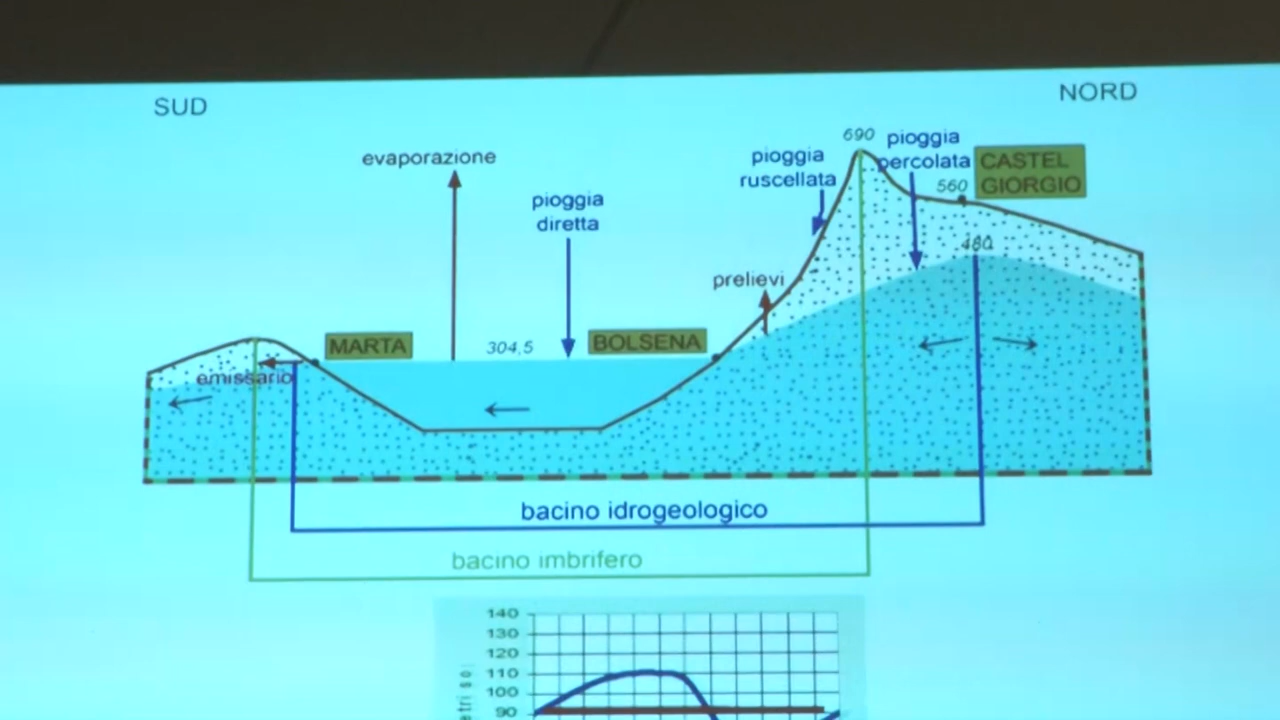 SUD
NORD
evaporazione
pioggia
diretta
pioggia
ruscellata
690
pioggia
percolata
CASTEL
GIORGIO
560
480
prelievi
MARTA
304,5
BOLSENA
emissario
bacino idrogeologico
bacino imbrifero
140
130
120
110
100
90